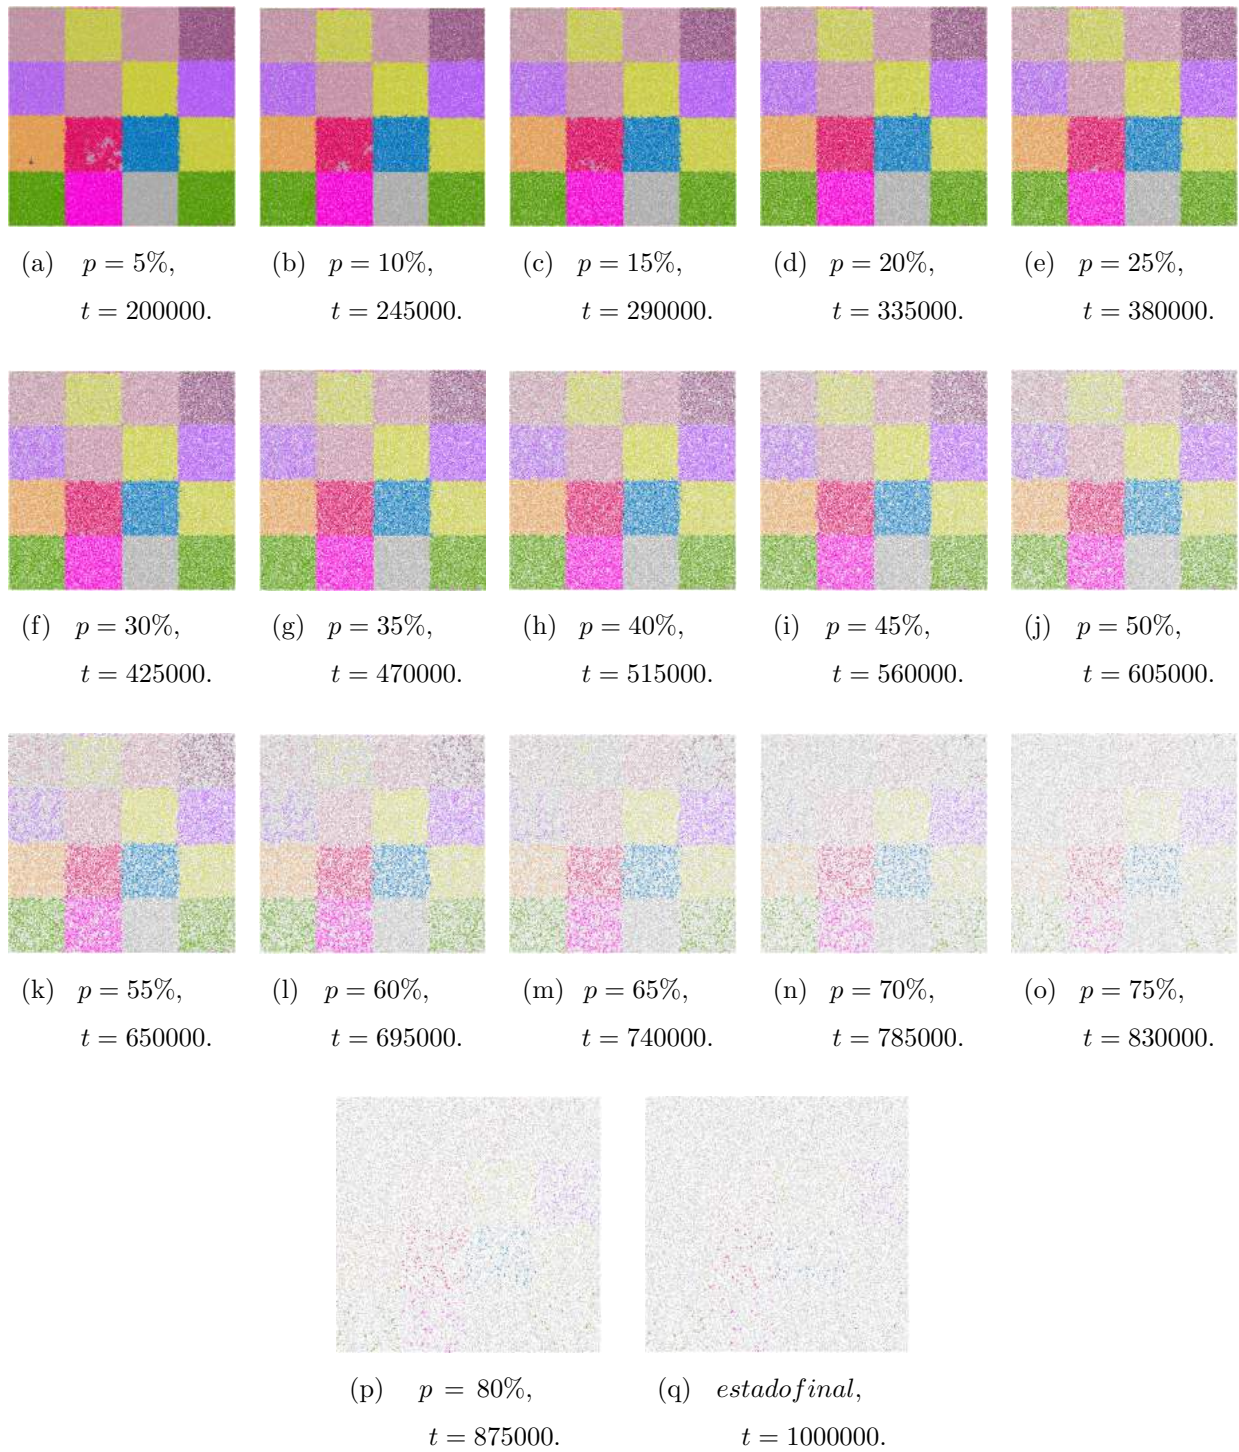 (a) p = 5%, (b) p = 10%, (c) p = 15%, (d) p = 20%, (e) p = 25%,
t = 200000. t = 245000. t = 290000. t = 335000. t = 380000.
(f) p = 30%, (g) p = 35%, (h) p = 40%, (i) p = 45%, (j) p = 50%,
t = 425000. t = 470000. t = 515000. t = 560000. t = 605000.
(k) p = 55%, (l) p = 60%, (m) p = 65%, (n) p = 70%, (o) p = 75%,
t = 650000. t = 695000. t = 740000. t = 785000. t = 830000.
(p) p = 80%, (q) estadofinal,
t = 875000. t = 1000000.